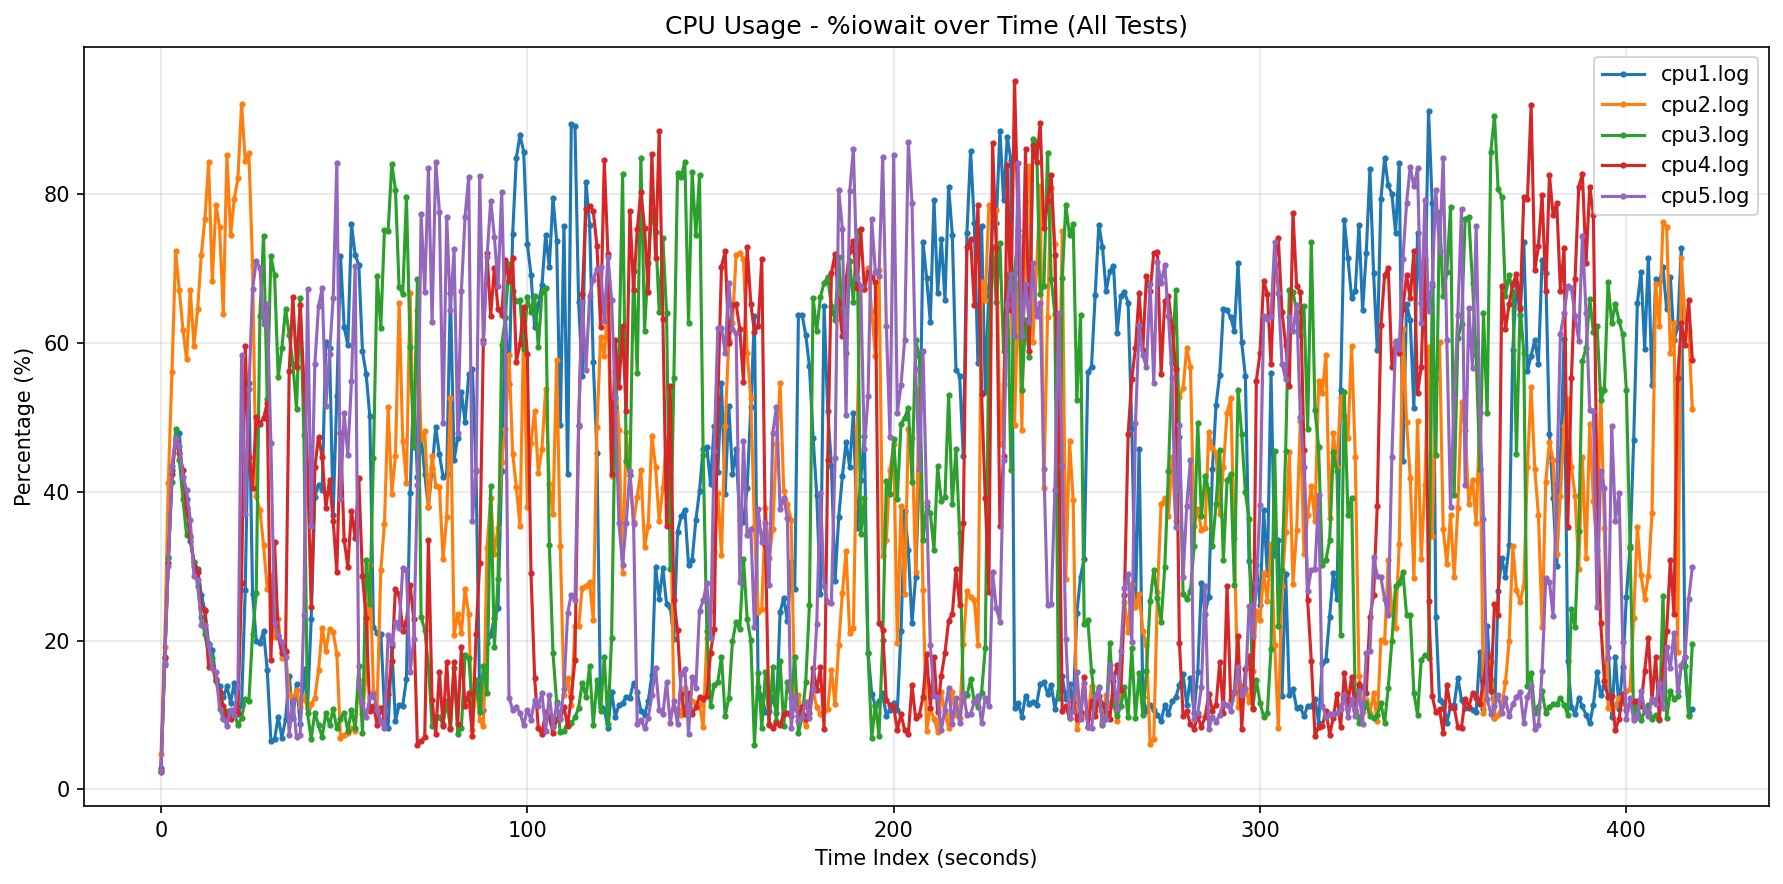 CPU Usage - %iowait over Time (All Tests)
cpu1.log
cpu2.log
cpu3.log
cpu4.log
cpu5.log
Percentage (%)
80
60
40
20
0
0 100 200 300 400
Time Index (seconds)